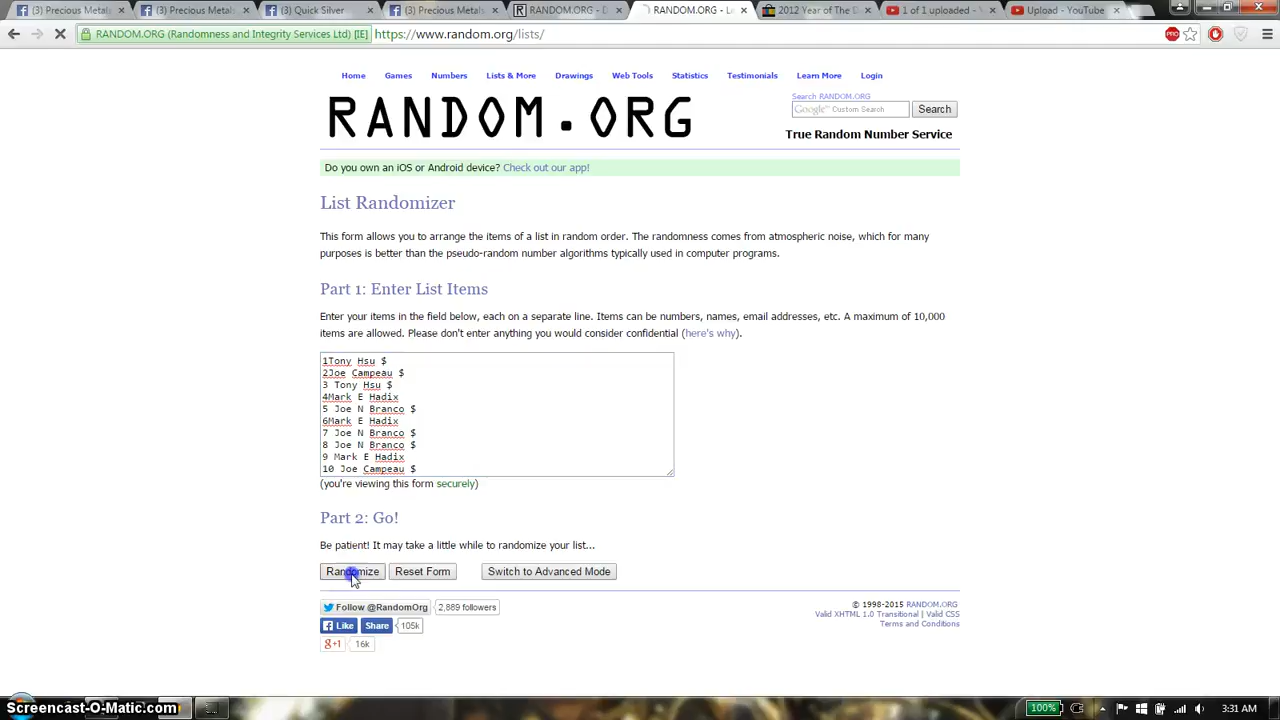 Precious Metals
Precious Metals
(3) Quick Silver
Precious Metals
RANDOM.ORG - 
RANDOM.ORG - L
2012 Year of The D
1 of 1 uploaded -
Upload - YouTube
RANDOM.ORG (Randomness and Integrity Services Ltd) [IE] https://www.random.org/lists/
PRO
Home Games Numbers Lists & More Drawings Web Tools Statistics Testimonials Learn More Login
RANDOM.ORG
Search RANDOM.ORG
Google™ Custom Search Search
True Random Number Service
Do you own an iOS or Android device? Check out our app!
List Randomizer
This form allows you to arrange the items of a list in random order. The randomness comes from atmospheric noise, which for many
purposes is better than the pseudo-random number algorithms typically used in computer programs.
Part 1: Enter List Items
Enter your items in the field below, each on a separate line. Items can be numbers, names, email addresses, etc. A maximum of 10,000
items are allowed. Please don't enter anything you would consider confidential (here's why).
1Tony Hsu $
2Joe Campeau $
3 Tony Hsu $
4Mark E Hadix
5 Joe N Branco $
6Mark E Hadix
7 Joe N Branco $
8 Joe N Branco $
9 Mark E Hadix
10 Joe Campeau $
(you're viewing this form securely)
Part 2: Go!
Be patient! It may take a little while to randomize your list...
Randomize Reset Form Switch to Advanced Mode
Follow @RandomOrg 2,889 followers
Like Share 105k
g+1 16k
© 1998-2015 RANDOM.ORG
Valid XHTML 1.0 Transitional | Valid CSS
Terms and Conditions
Screencast-O-Matic.com
100%
3:31 AM